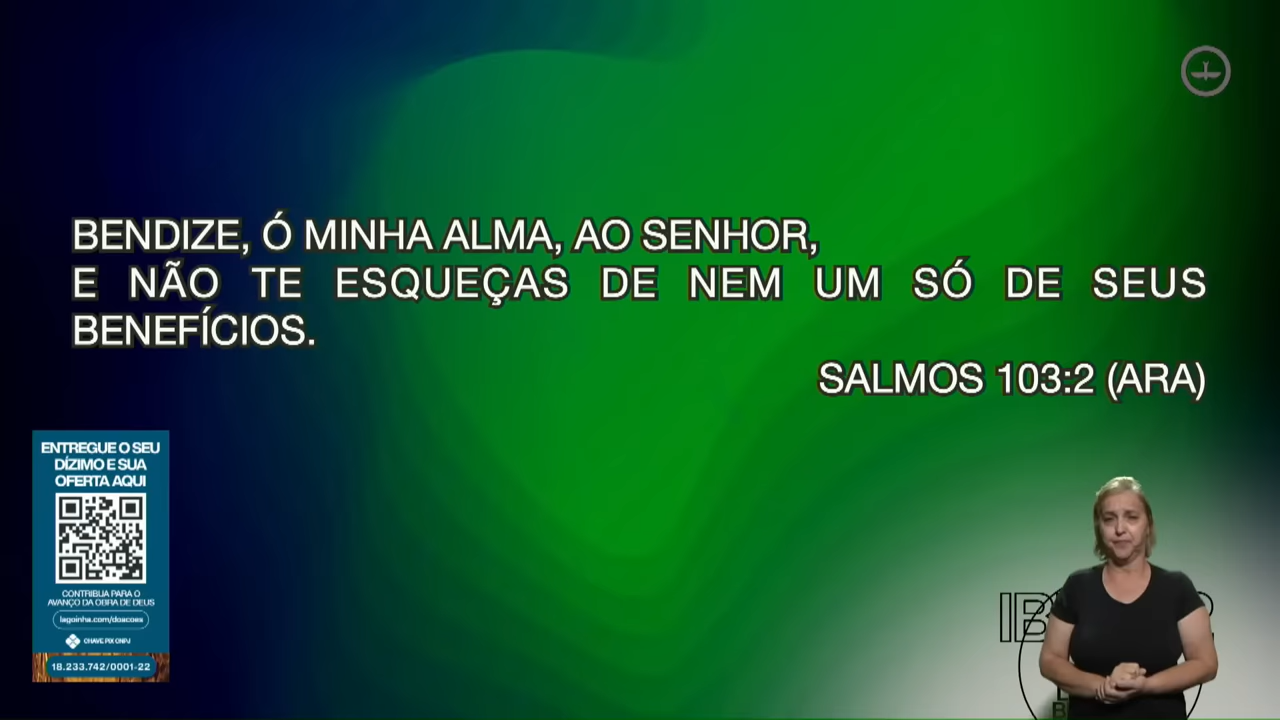 BENDIZE, Ó MINHA ALMA, AO SENHOR,
E NÃO TE ESQUEÇAS DE NEM UM SÓ DE SEUS
BENEFÍCIOS.
SALMOS 103:2 (ARA)
ENTREGUE O SEU
DÍZIMO E SUA
OFERTA AQUI
CONTRIBUA PARA O
AVANÇO DA OBRA DE DEUS
lagoinha.com/doacoes
CHAVE PIX CNPJ
18.233.742/0001-22